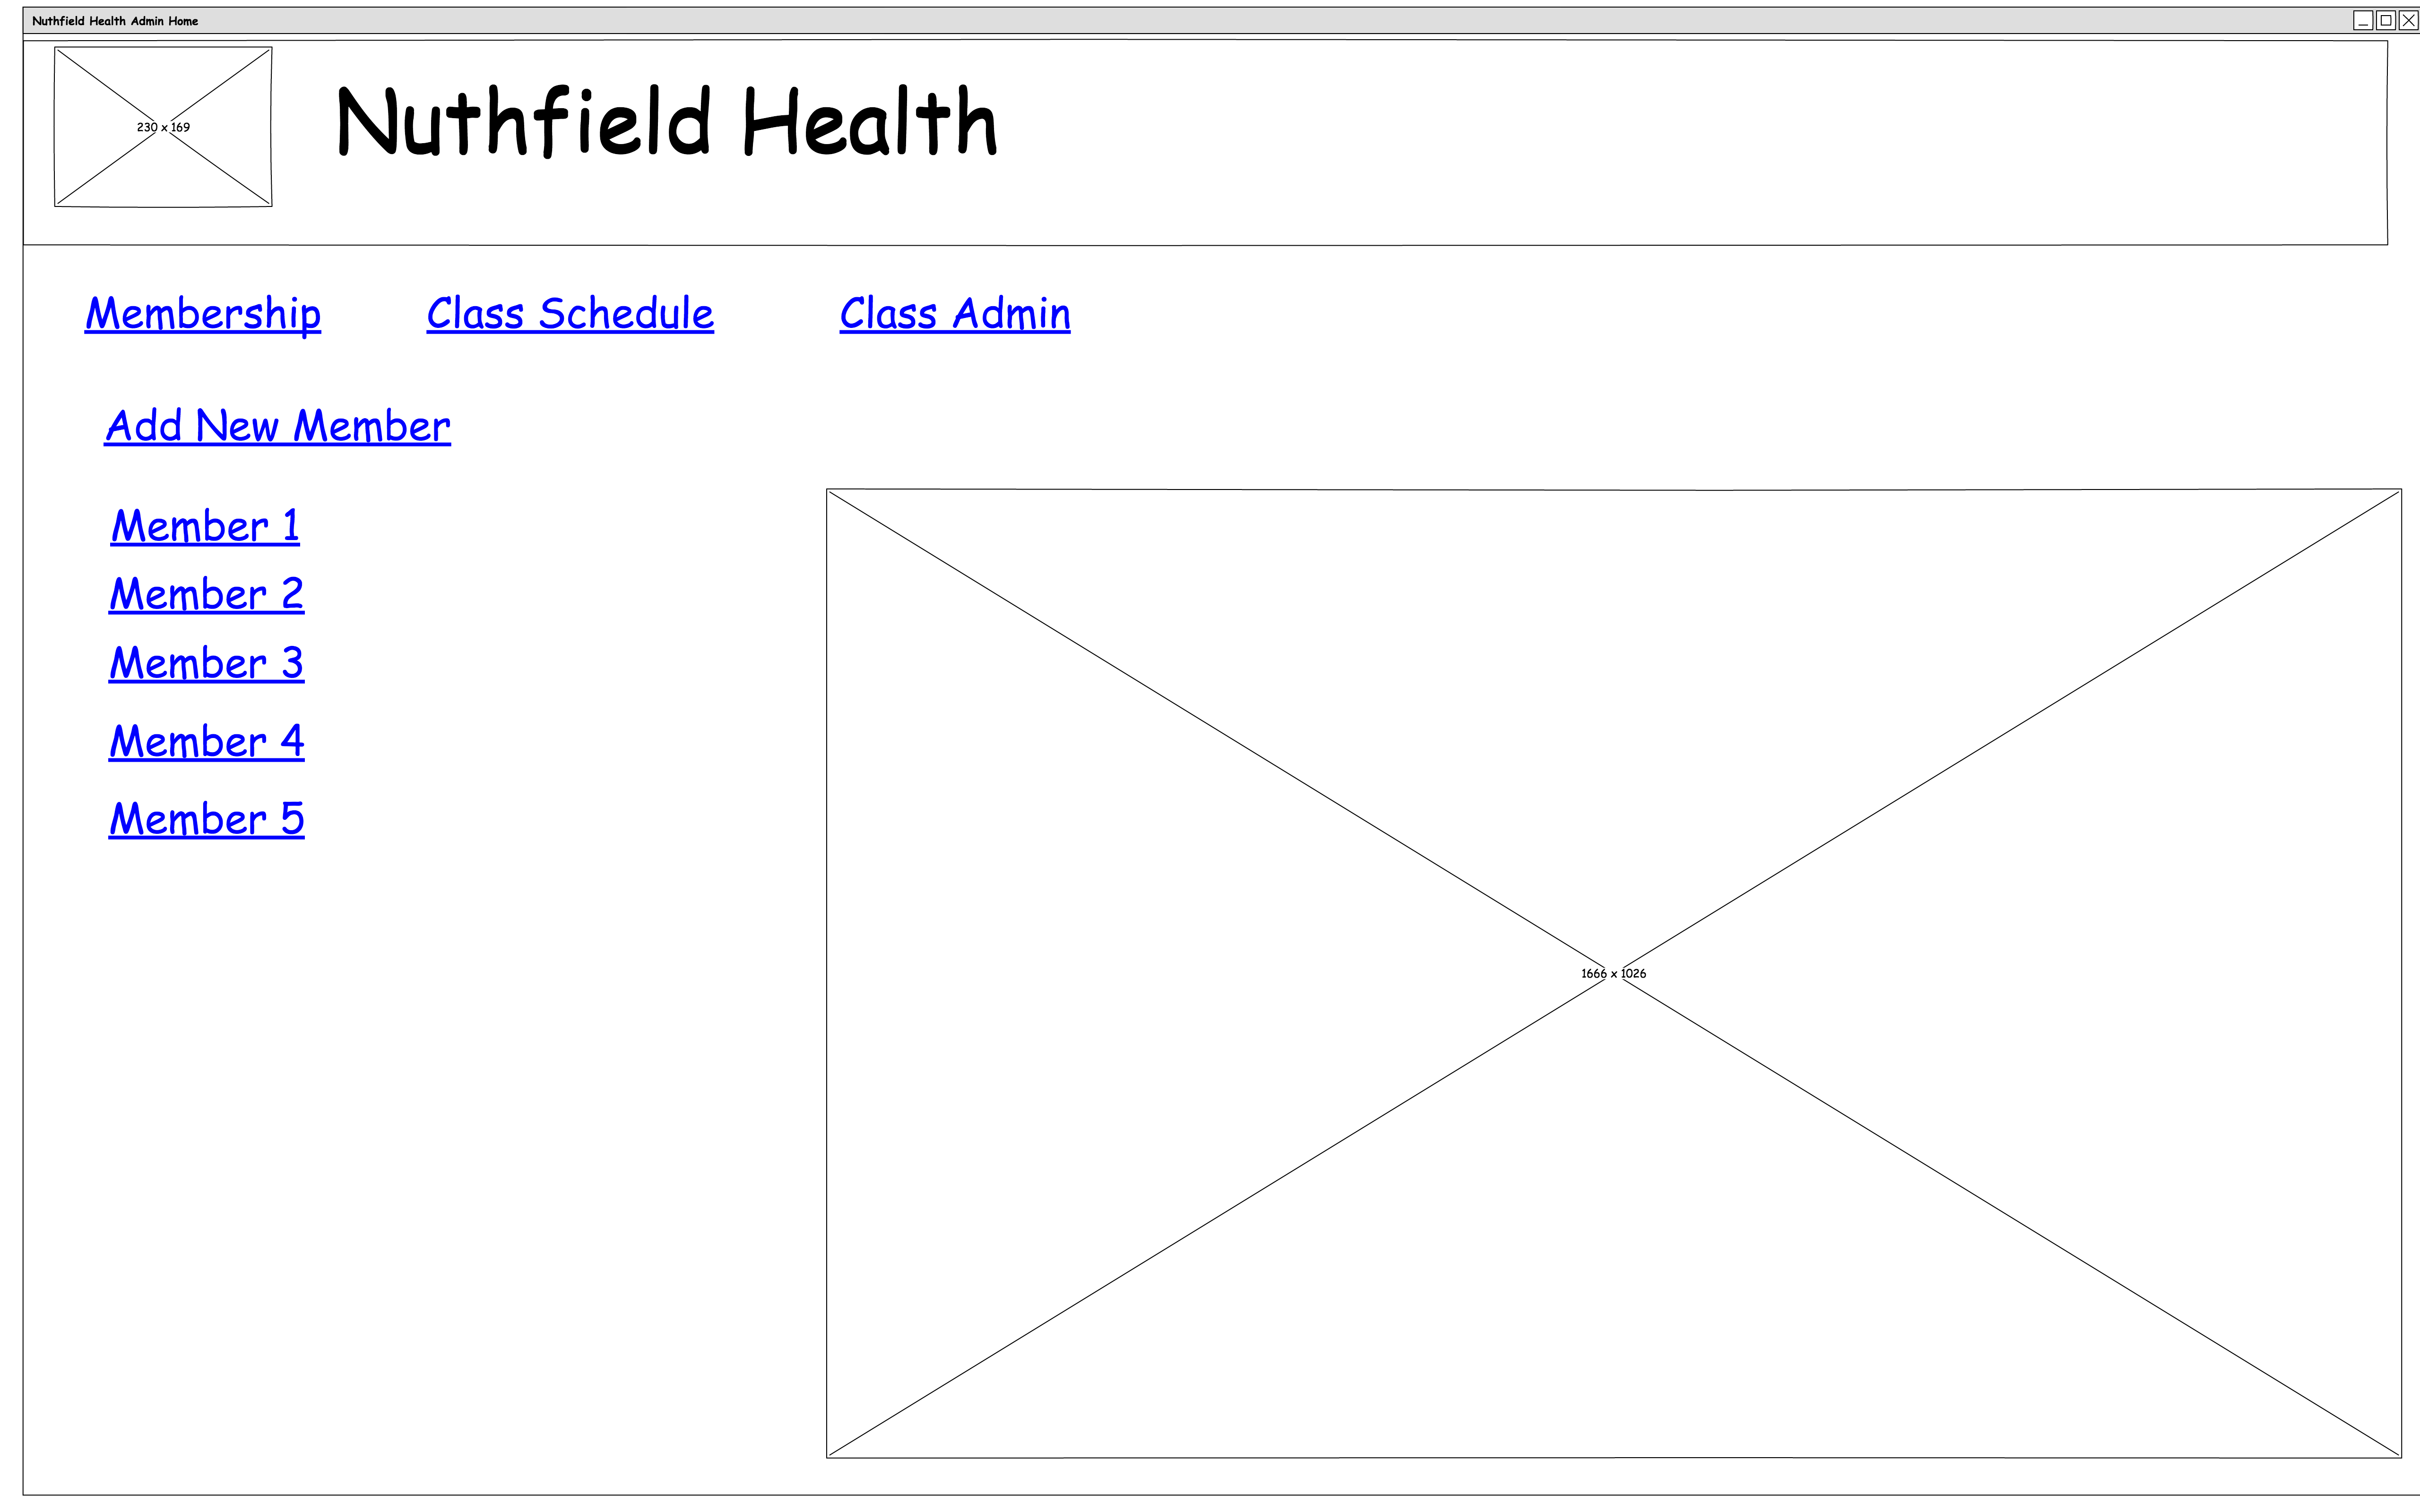 Nuthfield Health Admin Home
230 x 169
Nuthfield Health
Membership Class Schedule Class Admin
Add New Member
Member 1
Member 2
Member 3
Member 4
Member 5
1666 x 1026